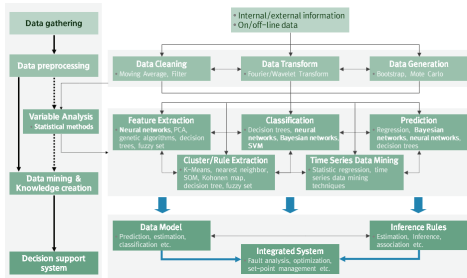 Data gathering
• Internal/external information
• On/off-line data
Data preprocessing
Data Cleaning
• Moving Average, Filter
Data Transform
• Fourier/Wavelet Transform
Data Generation
• Bootstrap, Mote Carlo
Variable Analysis
• Statistical methods
Feature Extraction
Neural networks, PCA,
genetic algorithms, decision
trees, fuzzy set
Classification
Decision trees, neural
networks, Bayesian networks,
SVM
Prediction
Regression, Bayesian
networks, neural networks,
decision trees
Data mining &
Knowledge creation
Cluster/Rule Extraction
K-Means, nearest neighbor,
SOM, Kohonen map,
decision tree, fuzzy set
Time Series Data Mining
Statistic regression, time
series data mining
techniques
Decision support
system
Data Model
Prediction, estimation,
classification etc.
Inference Rules
Estimation, Inference,
association etc.
Integrated System
Fault analysis, optimization,
set-point management etc.